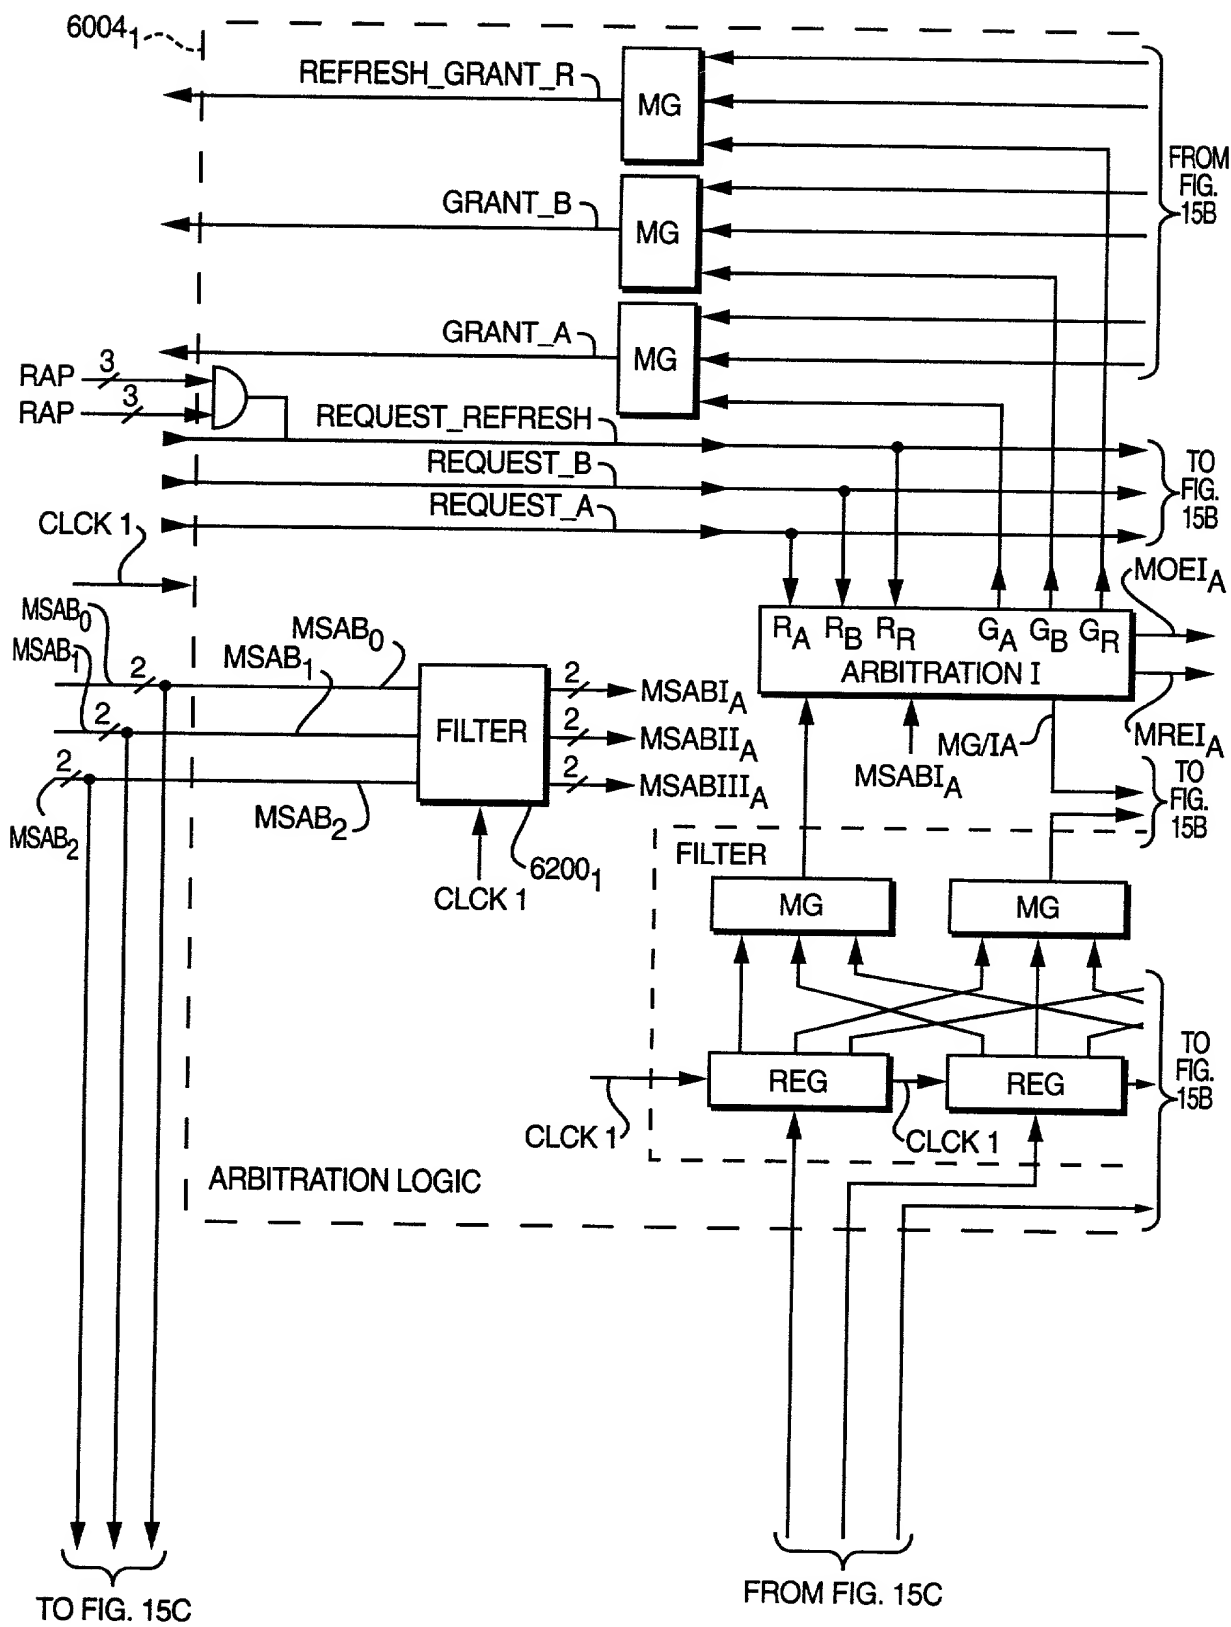 6004₁
REFRESH_GRANT_R
MG
FROM
FIG.
15B
GRANT_B
MG
GRANT_A
MG
RAP 3
RAP 3
REQUEST_REFRESH
REQUEST_B
REQUEST_A
TO
FIG.
15B
CLCK 1
MOEI_A
R_A R_B R_R G_A G_B G_R
ARBITRATION I
MREI_A
MSAB₀
MSAB₁
2
2
2
MSAB₂
MSAB₀
MSAB₁
MSAB₂
FILTER
2 MSABI_A
2 MSABII_A
2 MSABIII_A
CLCK 1
6200₁
MSABI_A
MG/IA
TO
FIG.
15B
FILTER
MG
MG
REG
REG
CLCK 1
CLCK 1
TO
FIG.
15B
ARBITRATION LOGIC
TO FIG. 15C
FROM FIG. 15C